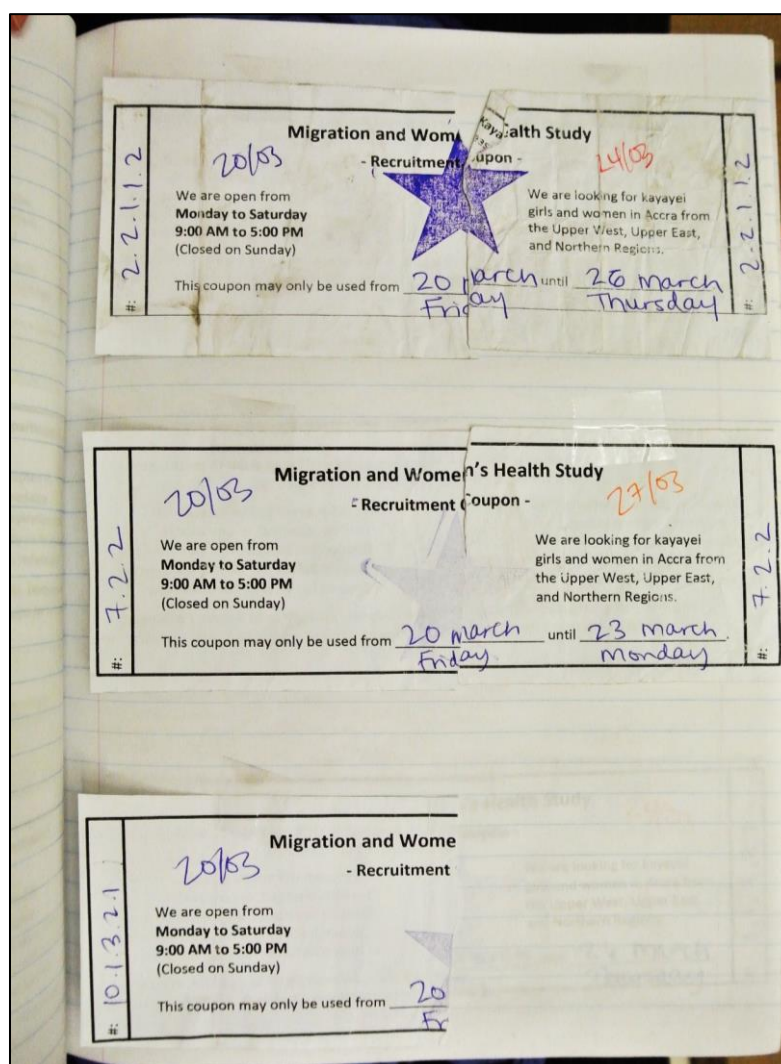 Migration and Wom alth Study
Kaya
20/03
- Recruitment oupon -
24/03
#: 2.2.1.1.2
We are open from
Monday to Saturday
9:00 AM to 5:00 PM
(Closed on Sunday)
We are looking for kayayei
girls and women in Accra from
the Upper West, Upper East,
and Northern Regions.
This coupon may only be used from 20 march until 26 march
Friday Thursday
#: 2.2.1.1.2
Migration and Women's Health Study
20/03
- Recruitment Coupon -
27/03
#: 7.2.2
We are open from
Monday to Saturday
9:00 AM to 5:00 PM
(Closed on Sunday)
We are looking for kayayei
girls and women in Accra from
the Upper West, Upper East,
and Northern Regions.
This coupon may only be used from 20 march until 23 march.
Friday Monday
#: 7.2.2
Migration and Wome
20/03
- Recruitment
#: 10.1.3.2.1
We are open from
Monday to Saturday
9:00 AM to 5:00 PM
(Closed on Sunday)
This coupon may only be used from 20
Fr